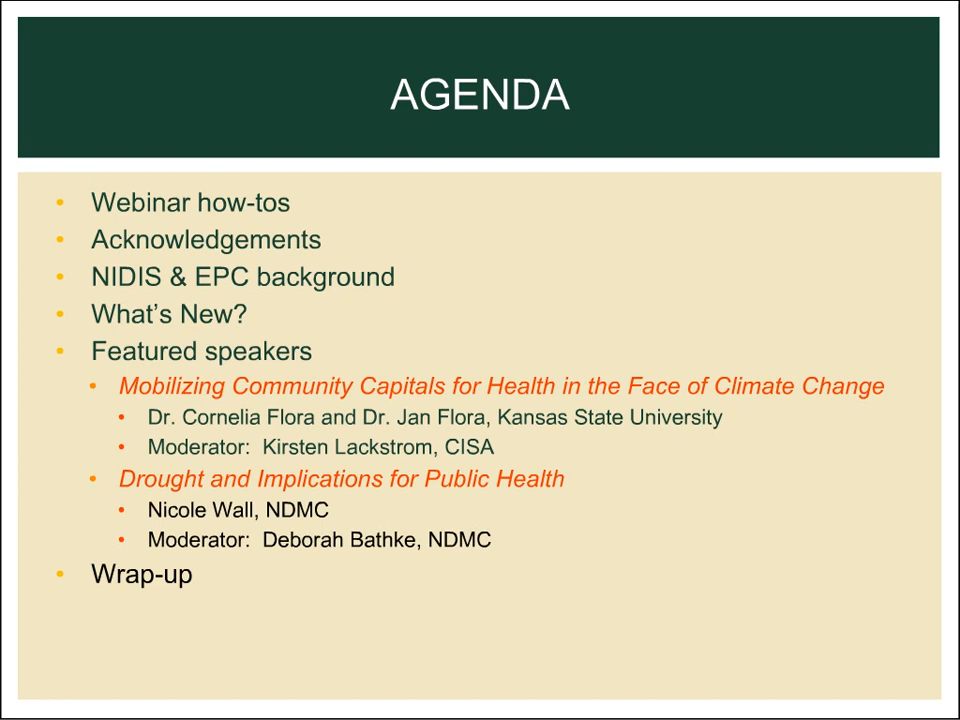 AGENDA
• Webinar how-tos
• Acknowledgements
• NIDIS & EPC background
• What’s New?
• Featured speakers
• Mobilizing Community Capitals for Health in the Face of Climate Change
• Dr. Cornelia Flora and Dr. Jan Flora, Kansas State University
• Moderator:  Kirsten Lackstrom, CISA
• Drought and Implications for Public Health
• Nicole Wall, NDMC
• Moderator:  Deborah Bathke, NDMC
• Wrap-up